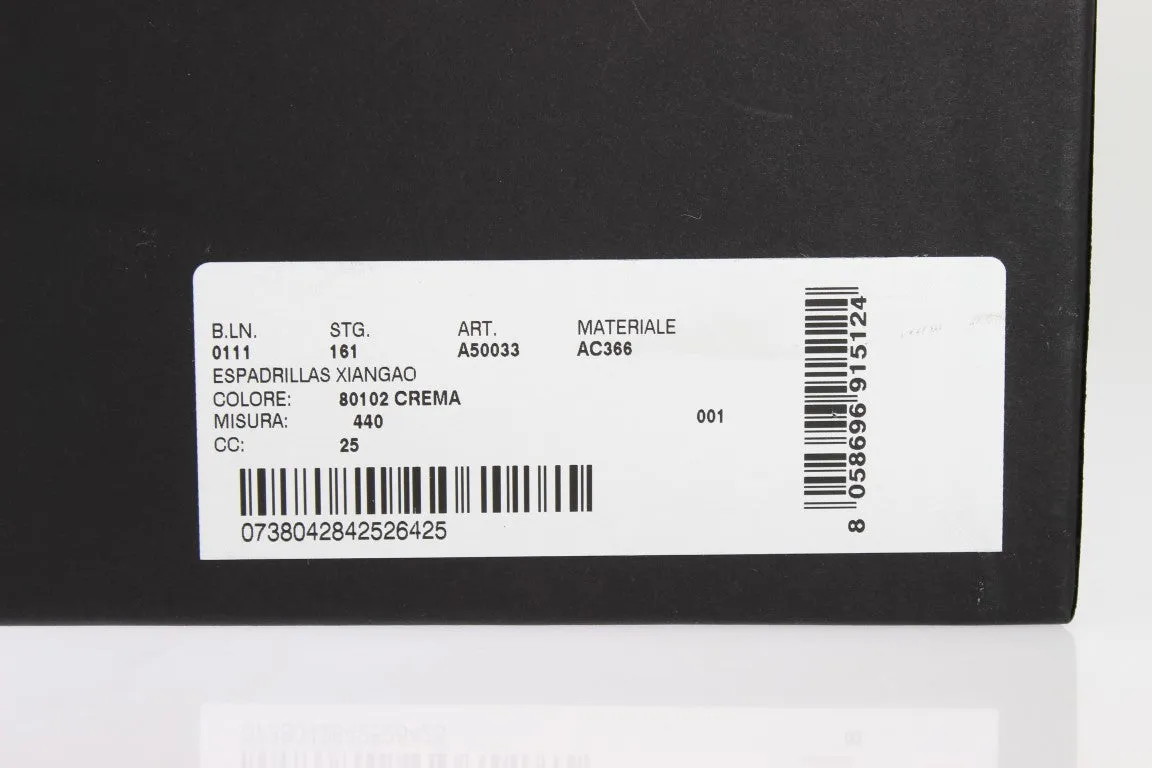 B.LN. STG. ART. MATERIALE
0111 161 A50033 AC366
ESPADRILLAS XIANGAO
COLORE: 80102 CREMA
MISURA: 440 001
CC: 25
0738042842526425
8 058696 915124